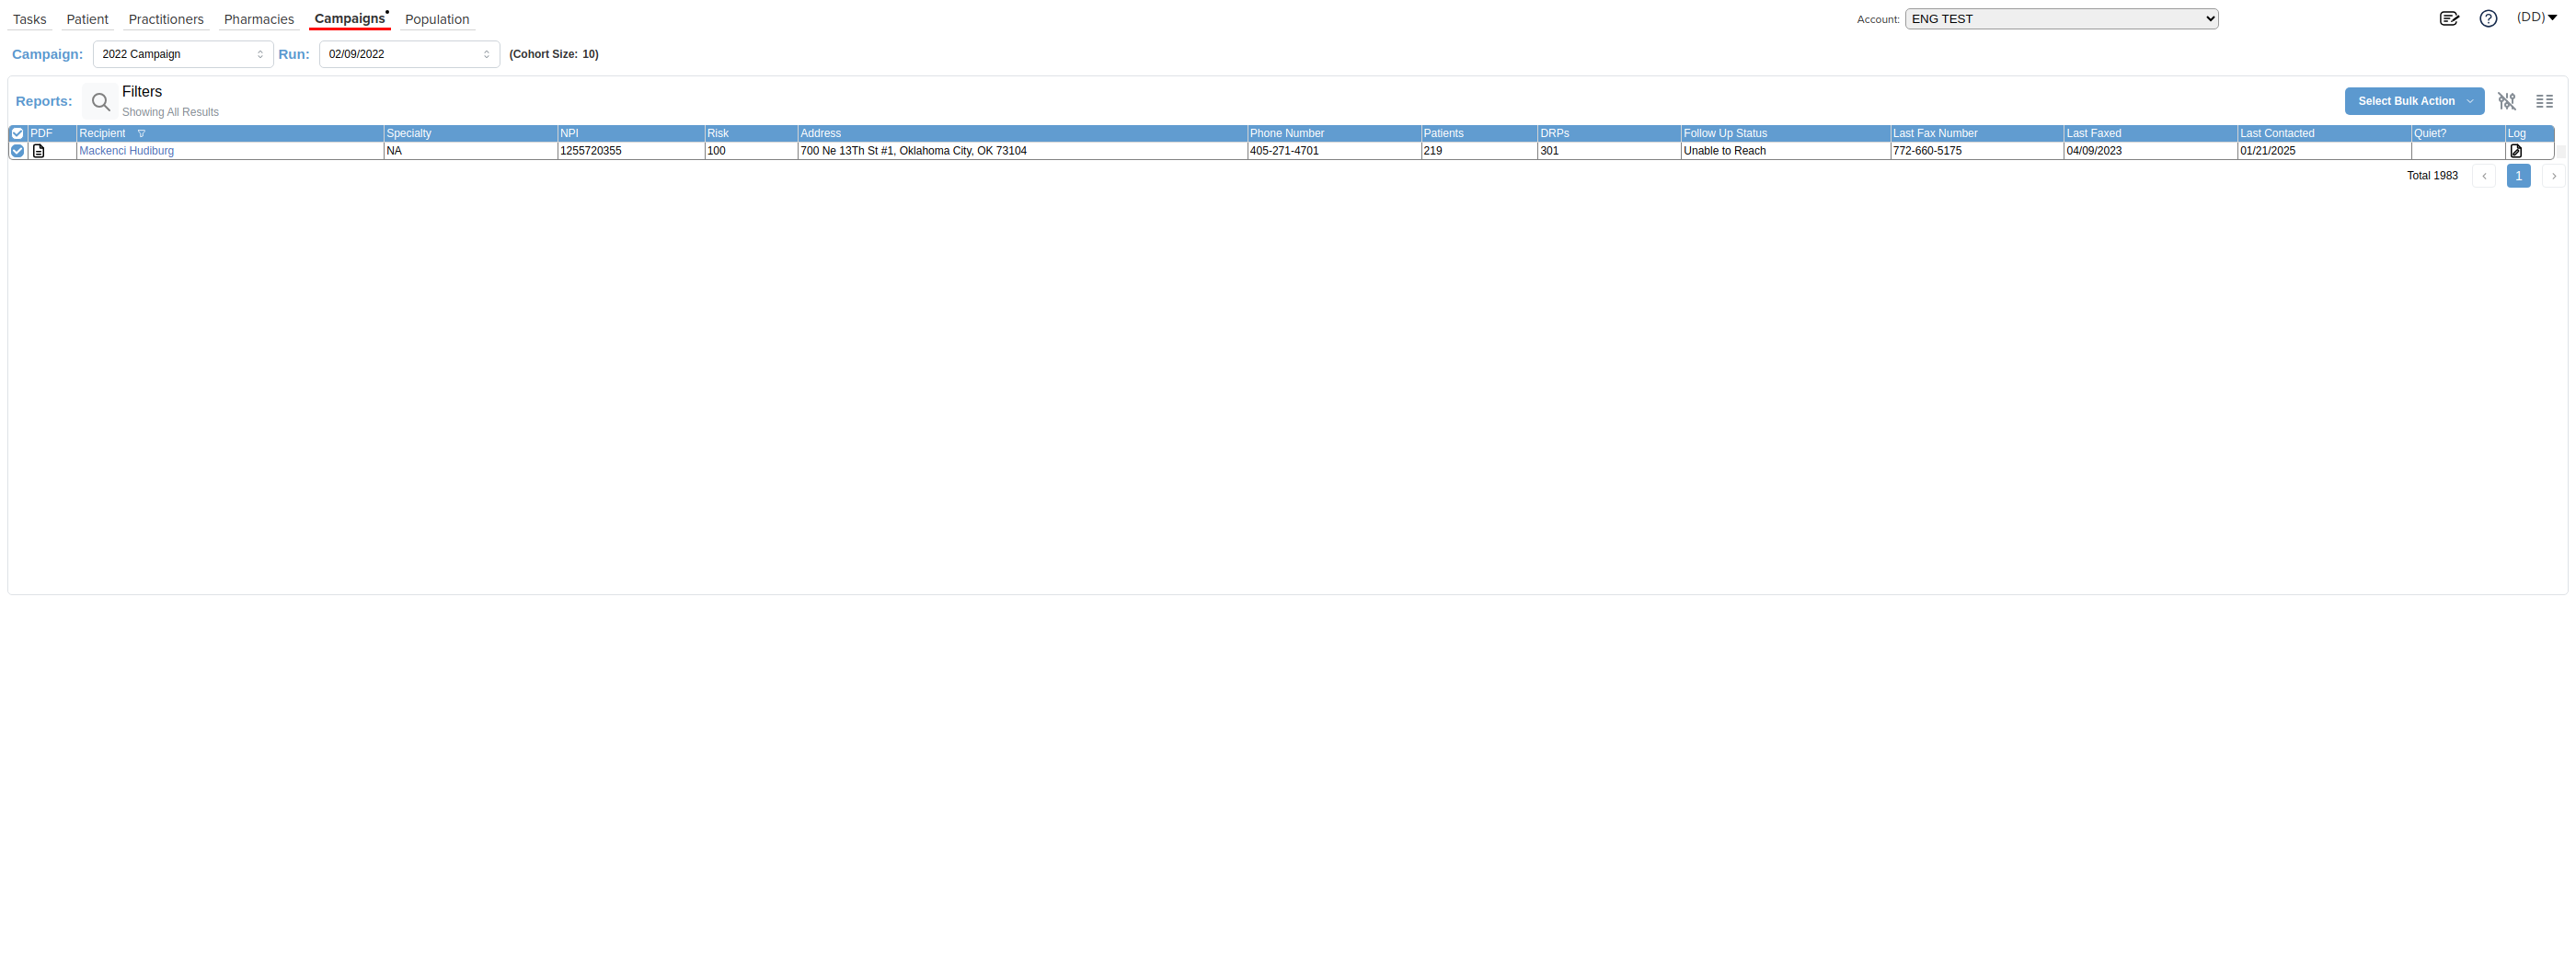 Tasks Patient Practitioners Pharmacies Campaigns Population Account: ENG TEST (DD)
Campaign: 2022 Campaign Run: 02/09/2022 (Cohort Size: 10)
Reports: Filters
Showing All Results
Select Bulk Action
PDF Recipient Specialty NPI Risk Address Phone Number Patients DRPs Follow Up Status Last Fax Number Last Faxed Last Contacted Quiet? Log
Mackenci Hudiburg NA 1255720355 100 700 Ne 13Th St #1, Oklahoma City, OK 73104 405-271-4701 219 301 Unable to Reach 772-660-5175 04/09/2023 01/21/2025
Total 1983 1